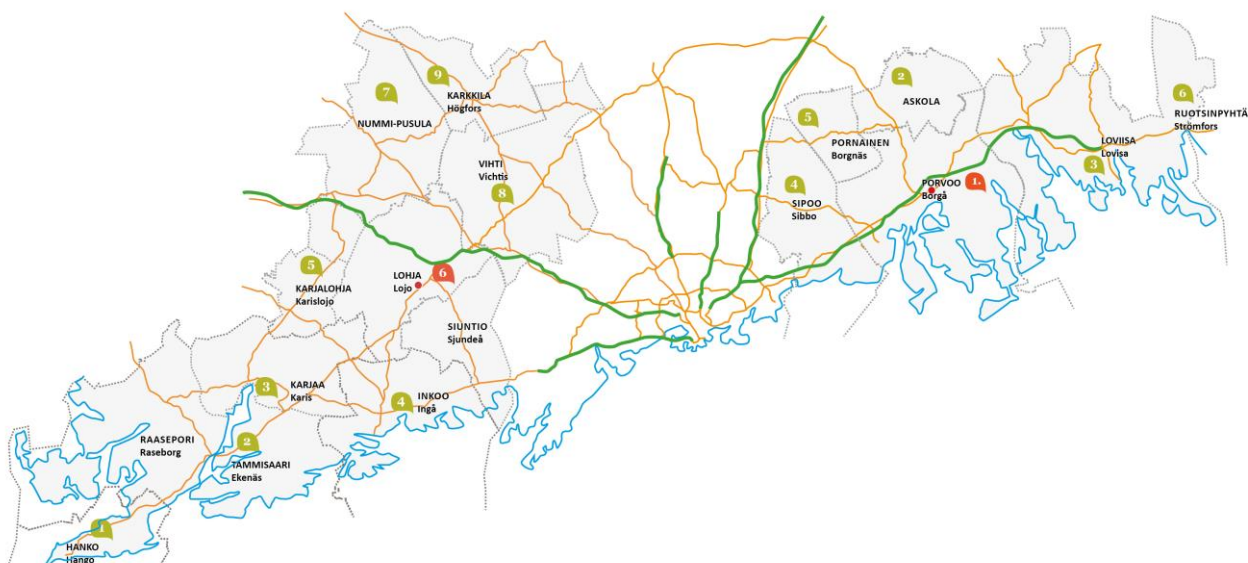 9
KARKKILA
Högfors
7
NUMMI-PUSULA
VIHTI
Vichtis
8
5
KARJALOHJA
Karislojo
LOHJA
Lojo
6
SIUNTIO
Sjundeå
3
KARJAA
Karis
4
INKOO
Ingå
RAASEPORI
Raseborg
2
TAMMISAARI
Ekenäs
1
HANKO
Hangö
2
ASKOLA
5
PORNAINEN
Borgnäs
4
SIPOO
Sibbo
PORVOO
Borgå
1.
LOVIISA
Lovisa
3
6
RUOTSINPYHTÄ
Strömfors